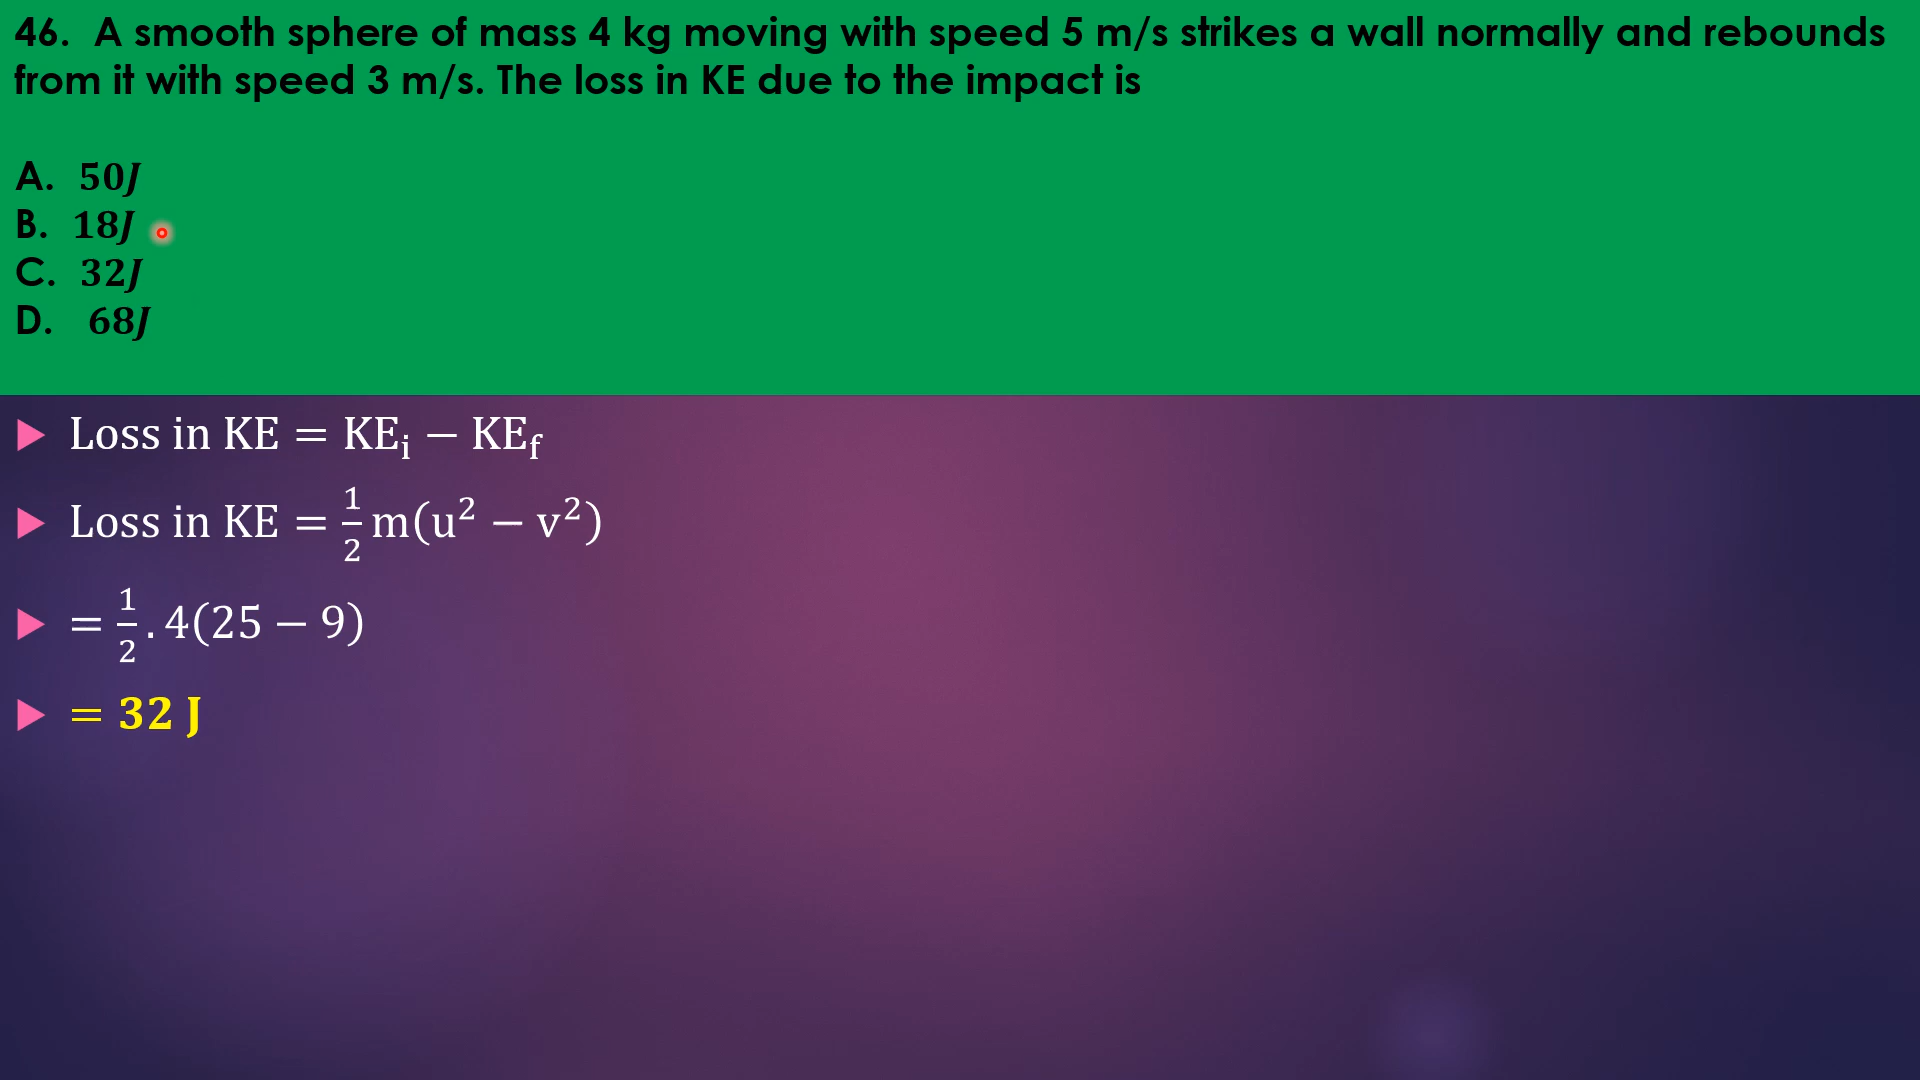 46. A smooth sphere of mass 4 kg moving with speed 5 m/s strikes a wall normally and rebounds
from it with speed 3 m/s. The loss in KE due to the impact is
A. 50J
B. 18J
C. 32J
D. 68J
Loss in KE = KEᵢ − KE_f
Loss in KE = 1/2 m(u² − v²)
= 1/2 . 4(25 − 9)
= 32 J